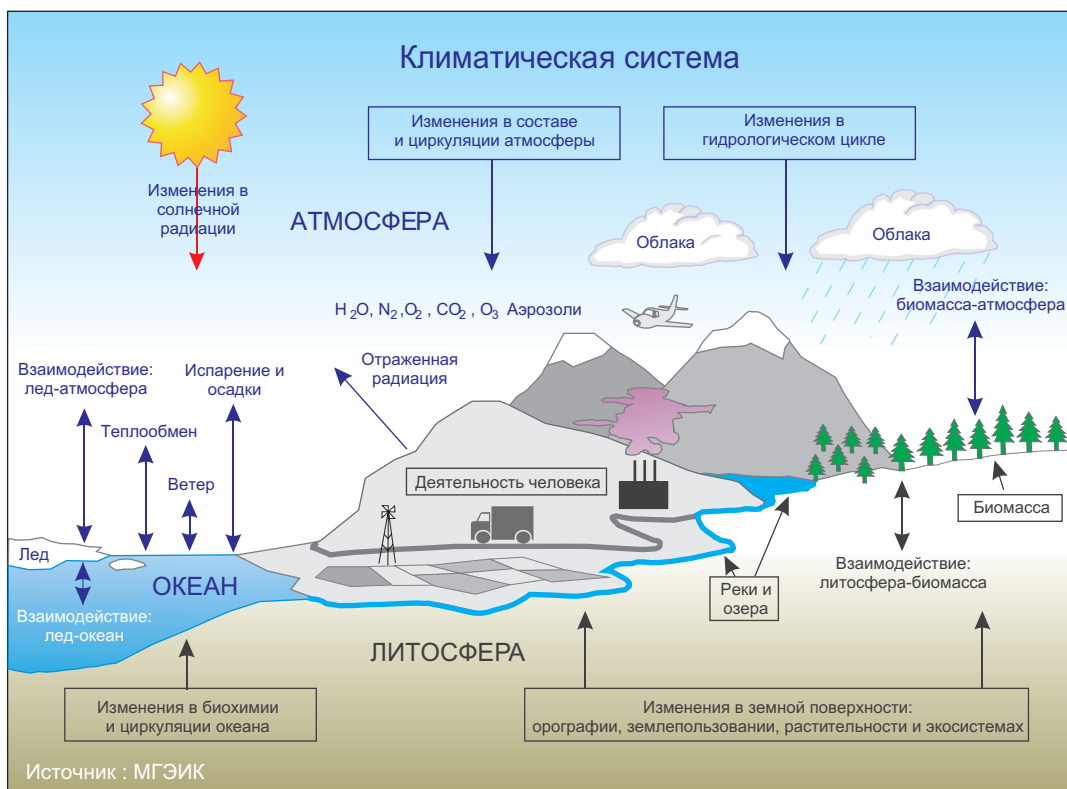 Климатическая система
Изменения в составе
и циркуляции атмосферы
Изменения в
гидрологическом цикле
Изменения в
солнечной
радиации
АТМОСФЕРА
Облака
Облака
Взаимодействие:
биомасса-атмосфера
H2O, N2 ,O2 , CO2 , O3 Аэрозоли
Отраженная
радиация
Взаимодействие:
лед-атмосфера
Испарение и
осадки
Теплообмен
Ветер
Деятельность человека
Биомасса
Лед
ОКЕАН
Взаимодействие:
лед-океан
Реки и
озера
Взаимодействие:
литосфера-биомасса
ЛИТОСФЕРА
Изменения в биохимии
и циркуляции океана
Изменения в земной поверхности:
орографии, землепользовании, растительности и экосистемах
Источник : МГЭИК